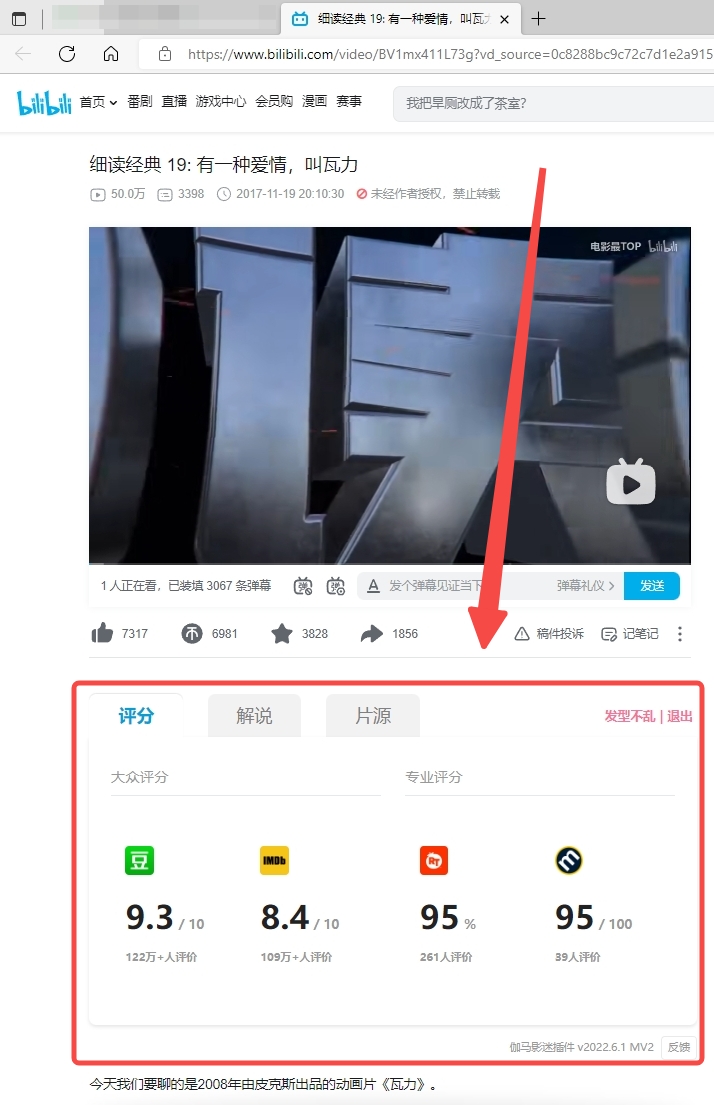 细读经典 19: 有一种爱情，叫瓦力
https://www.bilibili.com/video/BV1mx411L73g?vd_source=0c8288bc9c72c7d1e2a915
bilibili 首页 番剧 直播 游戏中心 会员购 漫画 赛事 我把旱厕改成了茶室?
细读经典 19: 有一种爱情，叫瓦力
50.0万 3398 2017-11-19 20:10:30 未经作者授权，禁止转载
电影最TOP bilibili
1 人正在看，已装填 3067 条弹幕 弹 弹 A 发个弹幕见证当下 弹幕礼仪 > 发送
7317 6981 3828 1856 稿件投诉 记笔记
评分 解说 片源 发型不乱 | 退出
大众评分 专业评分
豆 IMDb RT m
9.3 / 10 8.4 / 10 95 % 95 / 100
122万+人评价 109万+人评价 261人评价 39人评价
伽马影迷插件 v2022.6.1 MV2 反馈
今天我们要聊的是2008年由皮克斯出品的动画片《瓦力》。